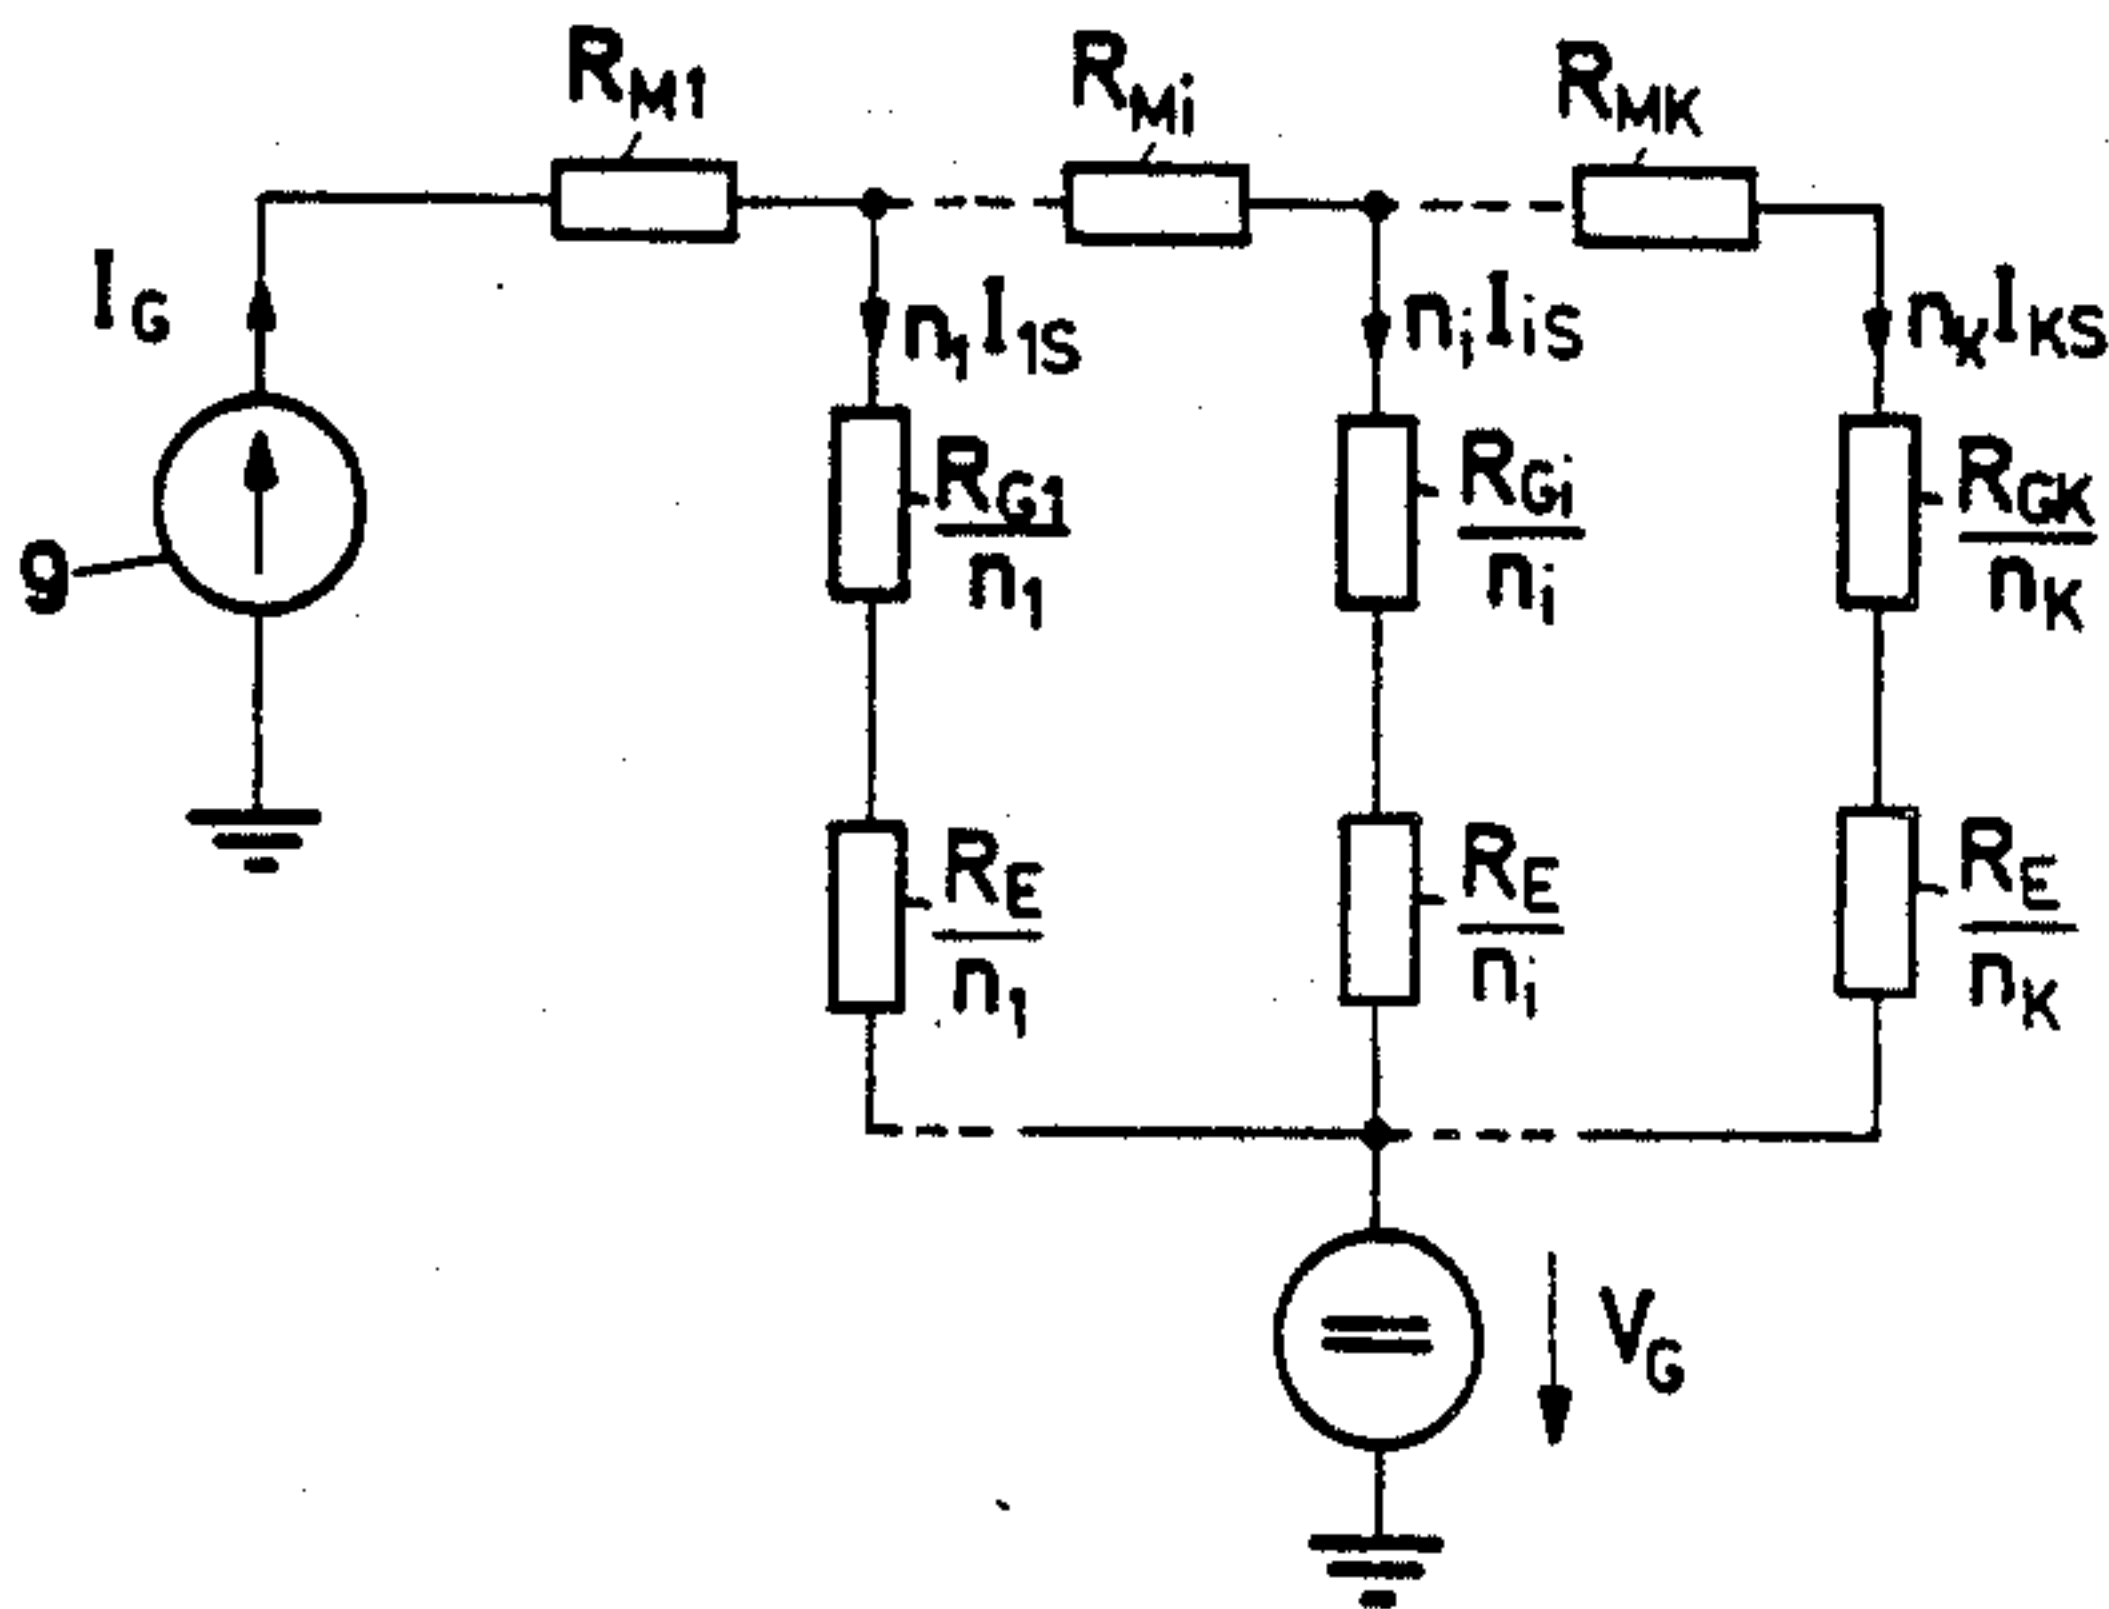 R_M1 R_Mi R_MK
I_G n_1 I_1S n_i I_iS n_K I_KS
R_G1/n_1 R_Gi/n_i R_GK/n_K
9
R_E/n_1 R_E/n_i R_E/n_K
V_G